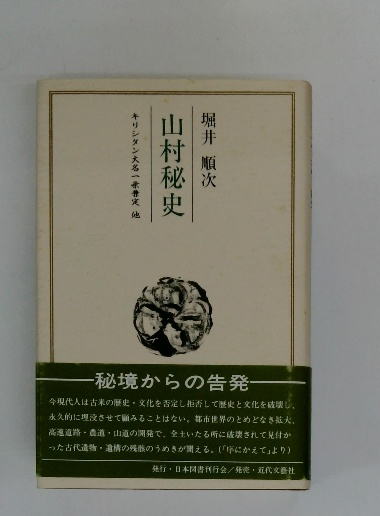 堀井 順次
山村秘史
キリシタン大名一条兼定 他
秘境からの告発
今現代人は古来の歴史・文化を否定し拒否して歴史と文化を破壊し、
永久的に埋没させて顧みることはない。都市世界のとめどなき拡大、
高速道路・農道・山道の開発で、全土いたる所に破壊されて見付か
った古代遺物・遺構の残骸のうめきが聞える。(「序にかえて」より)
発行・日本図書刊行会/発売・近代文藝社